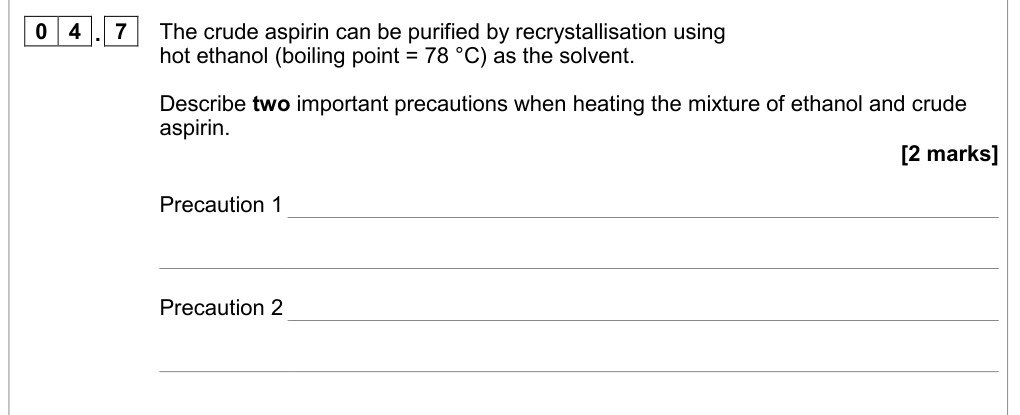 0 4 . 7 The crude aspirin can be purified by recrystallisation using
hot ethanol (boiling point = 78 °C) as the solvent.
Describe two important precautions when heating the mixture of ethanol and crude
aspirin.
[2 marks]
Precaution 1
Precaution 2